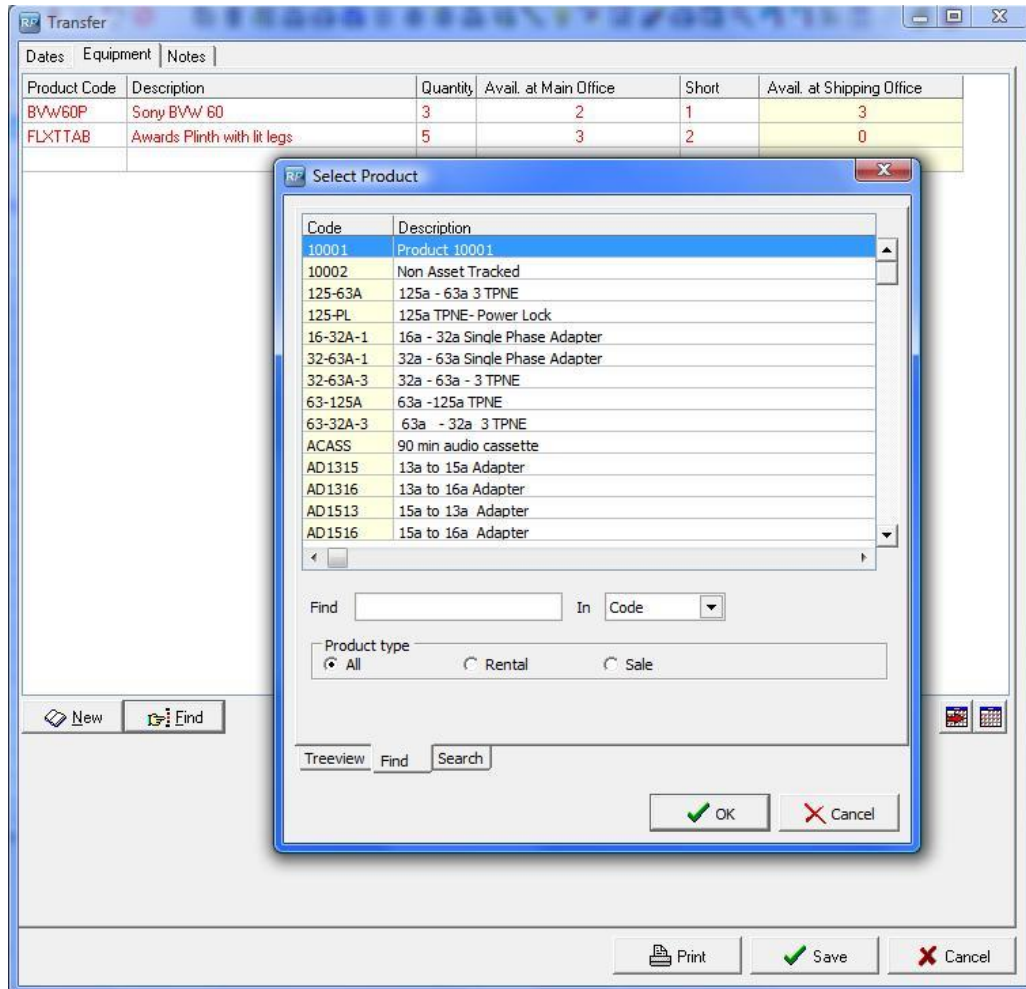 RP Transfer
Dates Equipment Notes
Product Code Description Quantity Avail. at Main Office Short Avail. at Shipping Office
BVW60P Sony BVW 60 3 2 1 3
FLXTTAB Awards Plinth with lit legs 5 3 2 0
RP Select Product
Code Description
10001 Product 10001
10002 Non Asset Tracked
125-63A 125a - 63a 3 TPNE
125-PL 125a TPNE- Power Lock
16-32A-1 16a - 32a Single Phase Adapter
32-63A-1 32a - 63a Single Phase Adapter
32-63A-3 32a - 63a - 3 TPNE
63-125A 63a -125a TPNE
63-32A-3 63a - 32a 3 TPNE
ACASS 90 min audio cassette
AD1315 13a to 15a Adapter
AD1316 13a to 16a Adapter
AD1513 15a to 13a Adapter
AD1516 15a to 16a Adapter
Find In Code
Product type
All Rental Sale
New Find
Treeview Find Search
OK Cancel
Print Save Cancel